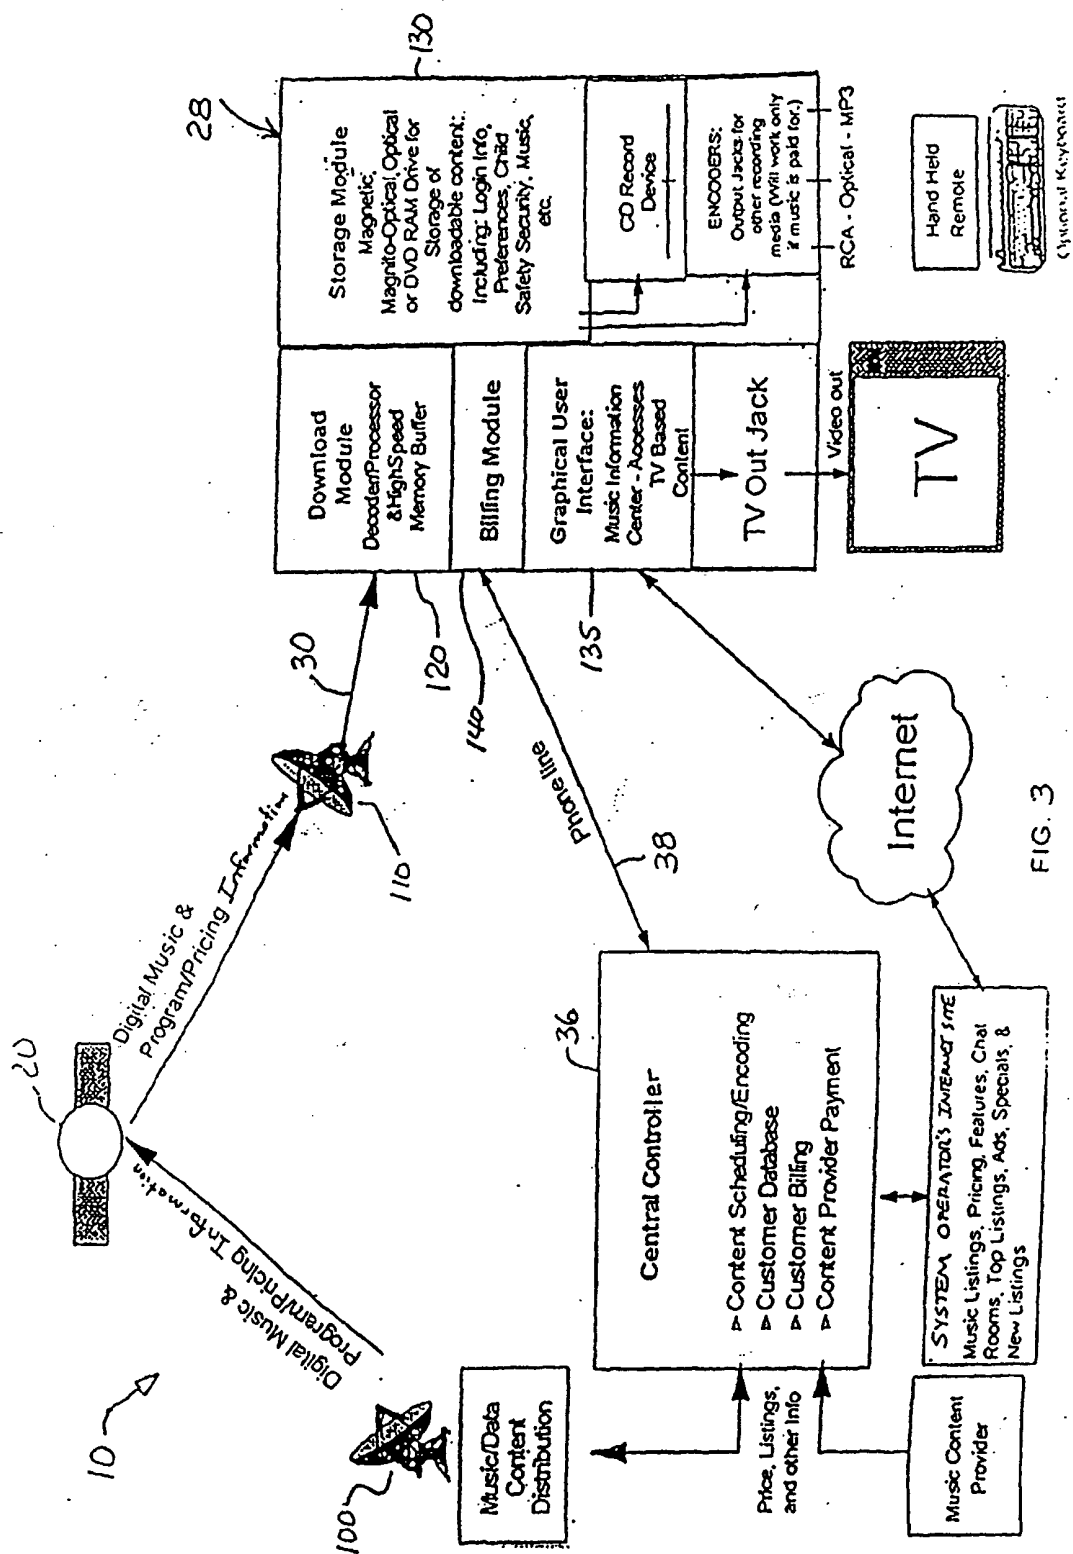 10
100
Music/Data
Content
Distribution
Digital Music &
Program/Pricing Information
20
Digital Music &
Program/Pricing Information
110
30
28
130
Download
Module
Decoder/Processor
& High Speed
Memory Buffer
120
140
Billing Module
Graphical User
Interface:
Music Information
Center - Accesses
TV Based
Content
135
TV Out Jack
Video out
TV
Storage Module
Magnetic,
Magnito-Optical, Optical
or DVD RAM Drive for
Storage of
downloadable content:.
Including: Login Info,
Preferences, Child
Safety Security, Music,
etc.
CD Record
Device
ENCODERS:
Output Jacks for
other recording
media (Will work only
if music is paid for.)
RCA - Optical - MP3
Hand Held
Remote
Optional Keyboard
Phone line
38
36
Central Controller
➢ Content Scheduling/Encoding
➢ Customer Database
➢ Customer Billing
➢ Content Provider Payment
Price, Listings,
and other Info
Music Content
Provider
SYSTEM OPERATOR'S INTERNET SITE
Music Listings, Pricing, Features, Chat
Rooms, Top Listings, Ads, Specials, &
New Listings
Internet
FIG. 3